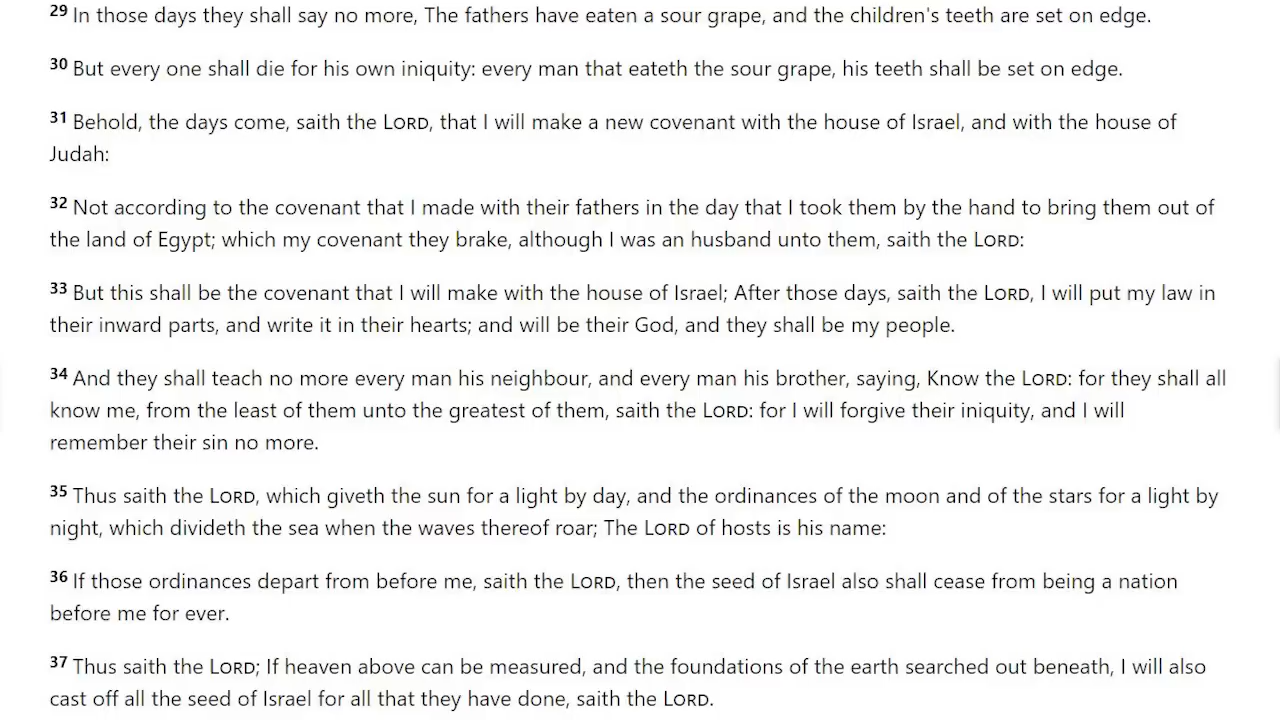 29 In those days they shall say no more, The fathers have eaten a sour grape, and the children's teeth are set on edge.
30 But every one shall die for his own iniquity: every man that eateth the sour grape, his teeth shall be set on edge.
31 Behold, the days come, saith the LORD, that I will make a new covenant with the house of Israel, and with the house of
Judah:
32 Not according to the covenant that I made with their fathers in the day that I took them by the hand to bring them out of
the land of Egypt; which my covenant they brake, although I was an husband unto them, saith the LORD:
33 But this shall be the covenant that I will make with the house of Israel; After those days, saith the LORD, I will put my law in
their inward parts, and write it in their hearts; and will be their God, and they shall be my people.
34 And they shall teach no more every man his neighbour, and every man his brother, saying, Know the LORD: for they shall all
know me, from the least of them unto the greatest of them, saith the LORD: for I will forgive their iniquity, and I will
remember their sin no more.
35 Thus saith the LORD, which giveth the sun for a light by day, and the ordinances of the moon and of the stars for a light by
night, which divideth the sea when the waves thereof roar; The LORD of hosts is his name:
36 If those ordinances depart from before me, saith the LORD, then the seed of Israel also shall cease from being a nation
before me for ever.
37 Thus saith the LORD; If heaven above can be measured, and the foundations of the earth searched out beneath, I will also
cast off all the seed of Israel for all that they have done, saith the LORD.